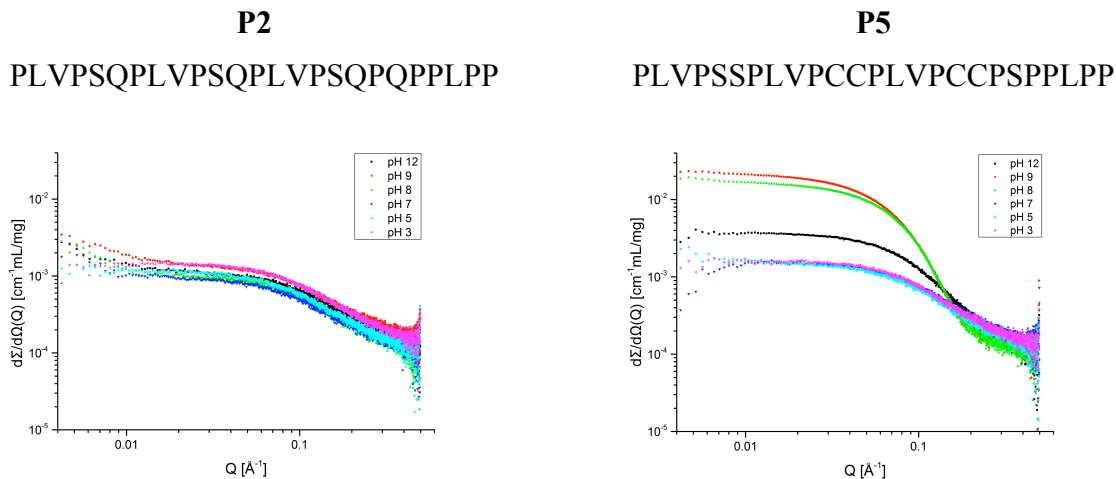 P2
PLVPSQPLVPSQPLVPSQPQPPLPP
10⁻²
10⁻³
10⁻⁴
10⁻⁵
dΣ/dΩ(Q) [cm⁻¹mL/mg]
0.01
0.1
Q [Å⁻¹]
pH 12
pH 9
pH 8
pH 7
pH 5
pH 3
P5
PLVPSSPLVPCCPLVPCCPSPPLPP
10⁻²
10⁻³
10⁻⁴
10⁻⁵
dΣ/dΩ(Q) [cm⁻¹mL/mg]
0.01
0.1
Q [Å⁻¹]
pH 12
pH 9
pH 8
pH 7
pH 5
pH 3